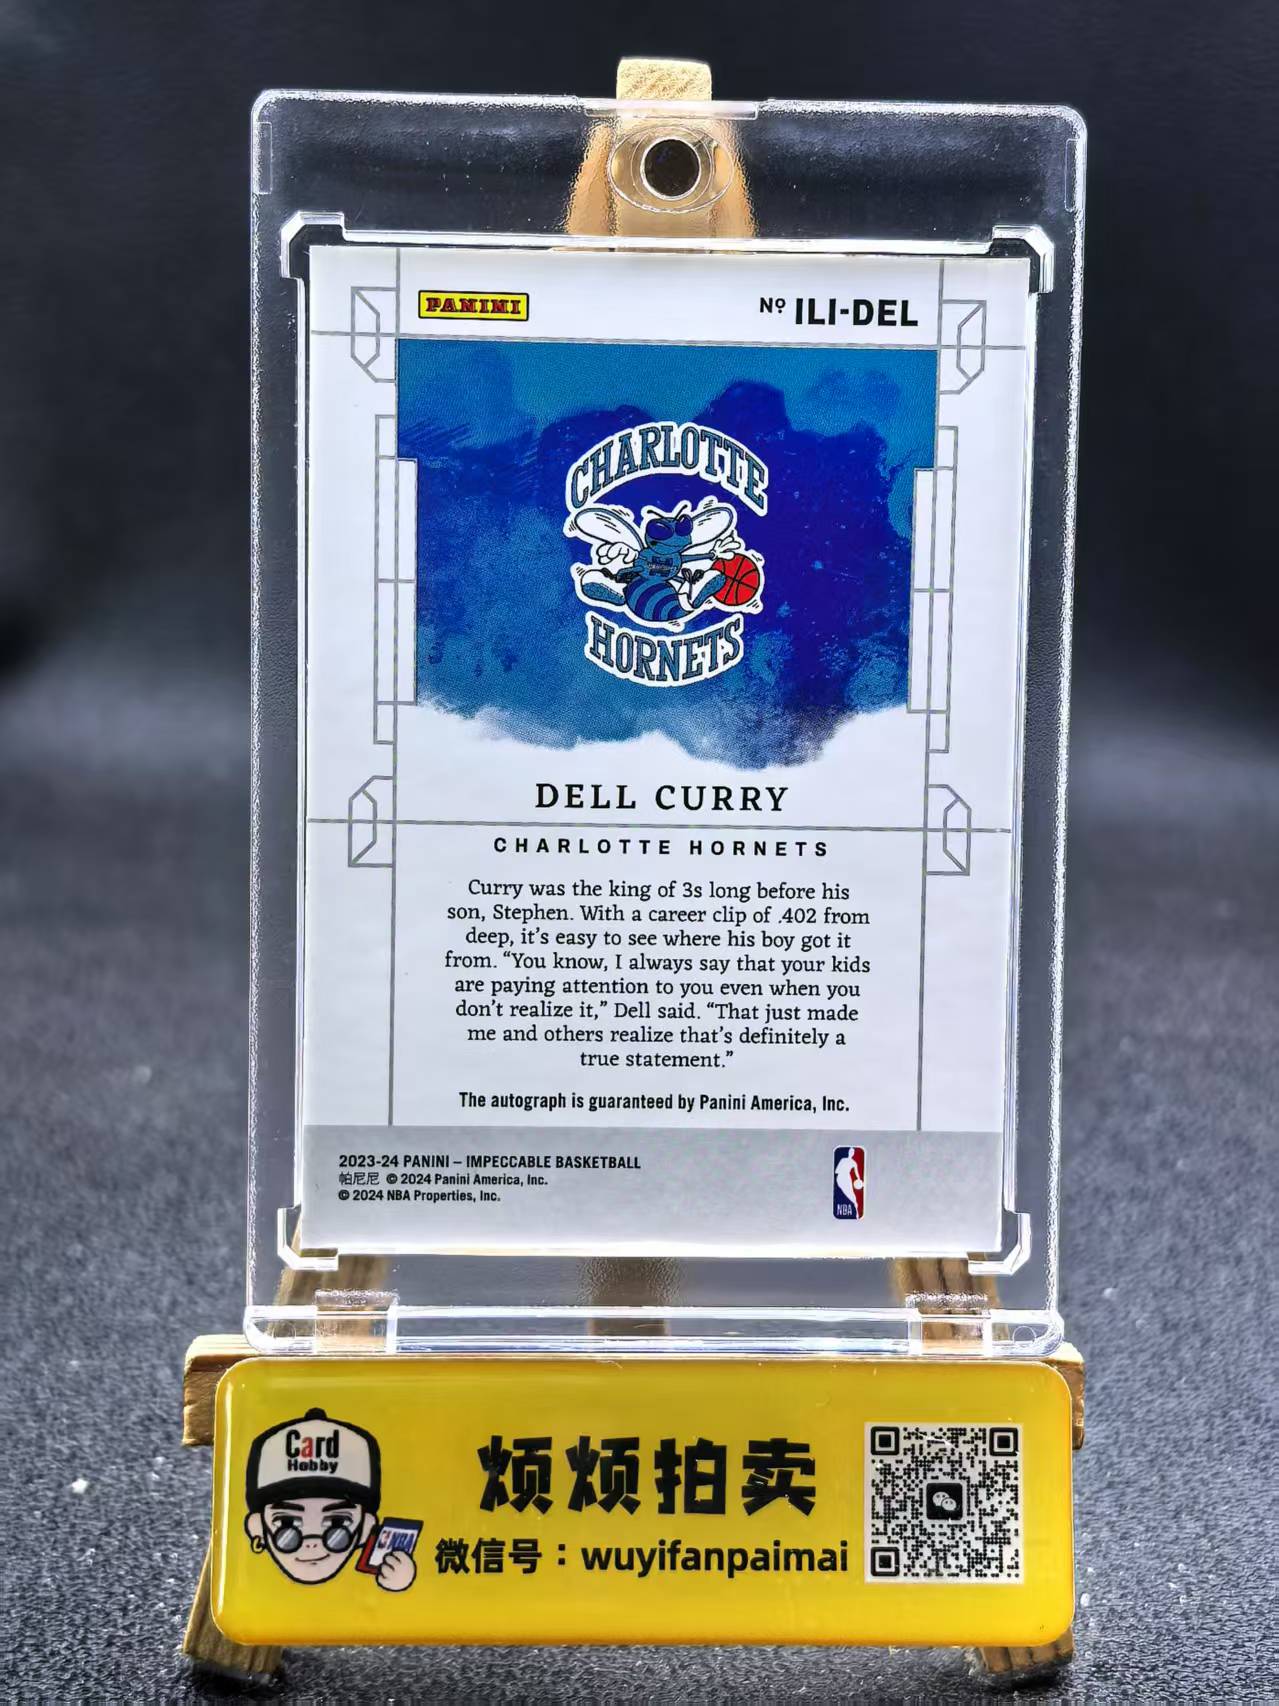 PANINI
Nº ILI-DEL
CHARLOTTE
HORNETS
DELL CURRY
CHARLOTTE HORNETS
Curry was the king of 3s long before his
son, Stephen. With a career clip of .402 from
deep, it's easy to see where his boy got it
from. “You know, I always say that your kids
are paying attention to you even when you
don't realize it,” Dell said. “That just made
me and others realize that's definitely a
true statement.”
The autograph is guaranteed by Panini America, Inc.
2023-24 PANINI – IMPECCABLE BASKETBALL
帕尼尼 © 2024 Panini America, Inc.
© 2024 NBA Properties, Inc.
NBA
Card
Hobby
NBA
烦烦拍卖
微信号：wuyifanpaimai